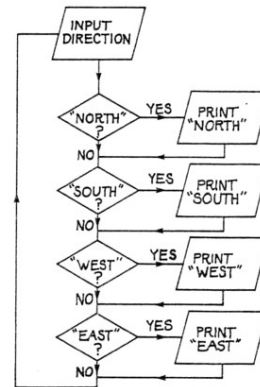 INPUT
DIRECTION
"NORTH"
?
YES
PRINT
"NORTH"
NO
"SOUTH"
?
YES
PRINT
"SOUTH"
NO
"WEST"
?
YES
PRINT
"WEST"
NO
"EAST"
?
YES
PRINT
"EAST"
NO